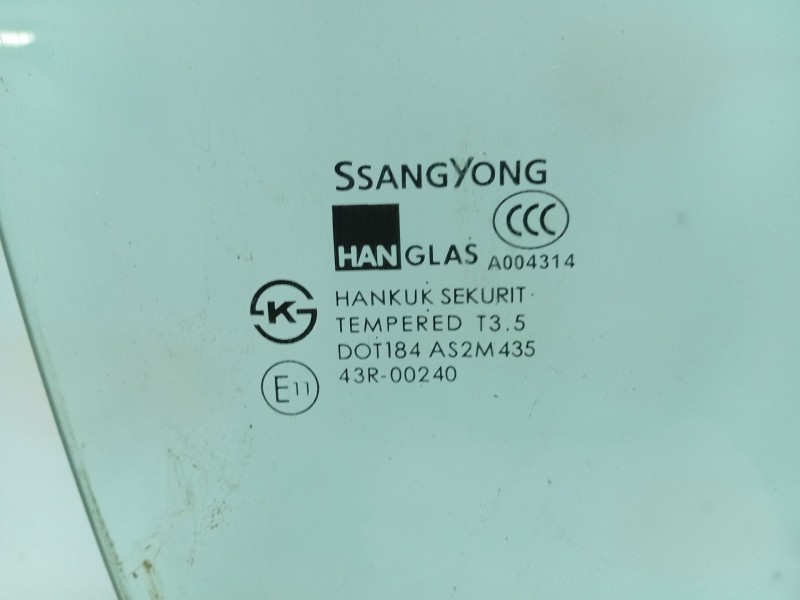 SSANGYONG
CCC
HANGLAS
A004314
K
HANKUK SEKURIT
TEMPERED T3.5
DOT184 AS2M435
E11
43R-00240